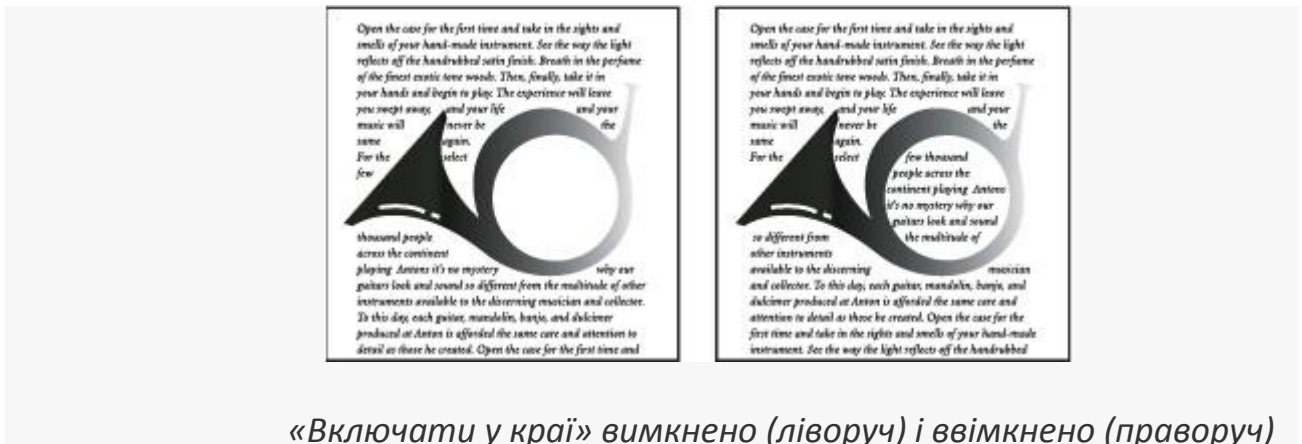 Open the case for the first time and take in the sights and
smells of your hand-made instrument. See the way the light
reflects off the handrubbed satin finish. Breath in the perfume
of the finest exotic tone woods. Then, finally, take it in
your hands and begin to play. The experience will leave
you swept away, and your life and your
music will never be the
same again.
For the select
few
thousand people
across the continent
playing Antons it's no mystery why our
guitars look and sound so different from the multitude of other
instruments available to the discerning musician and collector.
To this day, each guitar, mandolin, banjo, and dulcimer
produced at Anton is afforded the same care and attention to
detail as those he created. Open the case for the first time and
Open the case for the first time and take in the sights and
smells of your hand-made instrument. See the way the light
reflects off the handrubbed satin finish. Breath in the perfume
of the finest exotic tone woods. Then, finally, take it in
your hands and begin to play. The experience will leave
you swept away, and your life and your
music will never be the
same again.
For the select few thousand
people across the
continent playing Antons
it's no mystery why our
guitars look and sound
so different from the multitude of
other instruments
available to the discerning musician
and collector. To this day, each guitar, mandolin, banjo, and
dulcimer produced at Anton is afforded the same care and
attention to detail as those he created. Open the case for the
first time and take in the sights and smells of your hand-made
instrument. See the way the light reflects off the handrubbed
«Включати у краї» вимкнено (ліворуч) і ввімкнено (праворуч)